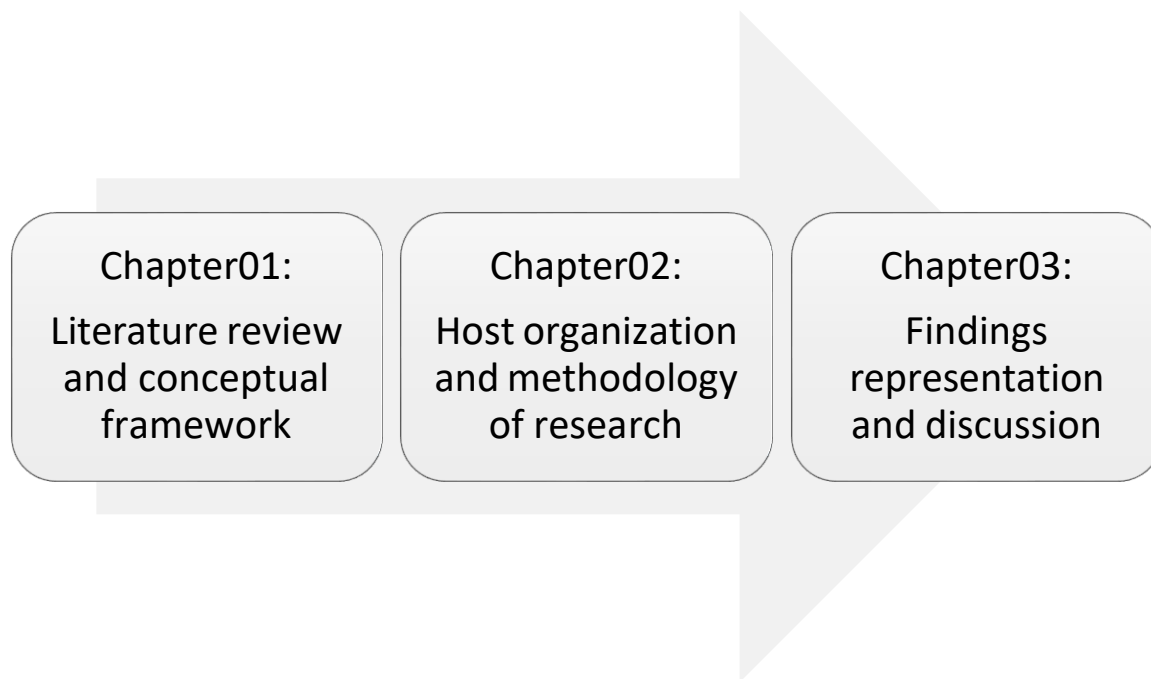 Chapter01:
Literature review
and conceptual
framework
Chapter02:
Host organization
and methodology
of research
Chapter03:
Findings
representation
and discussion